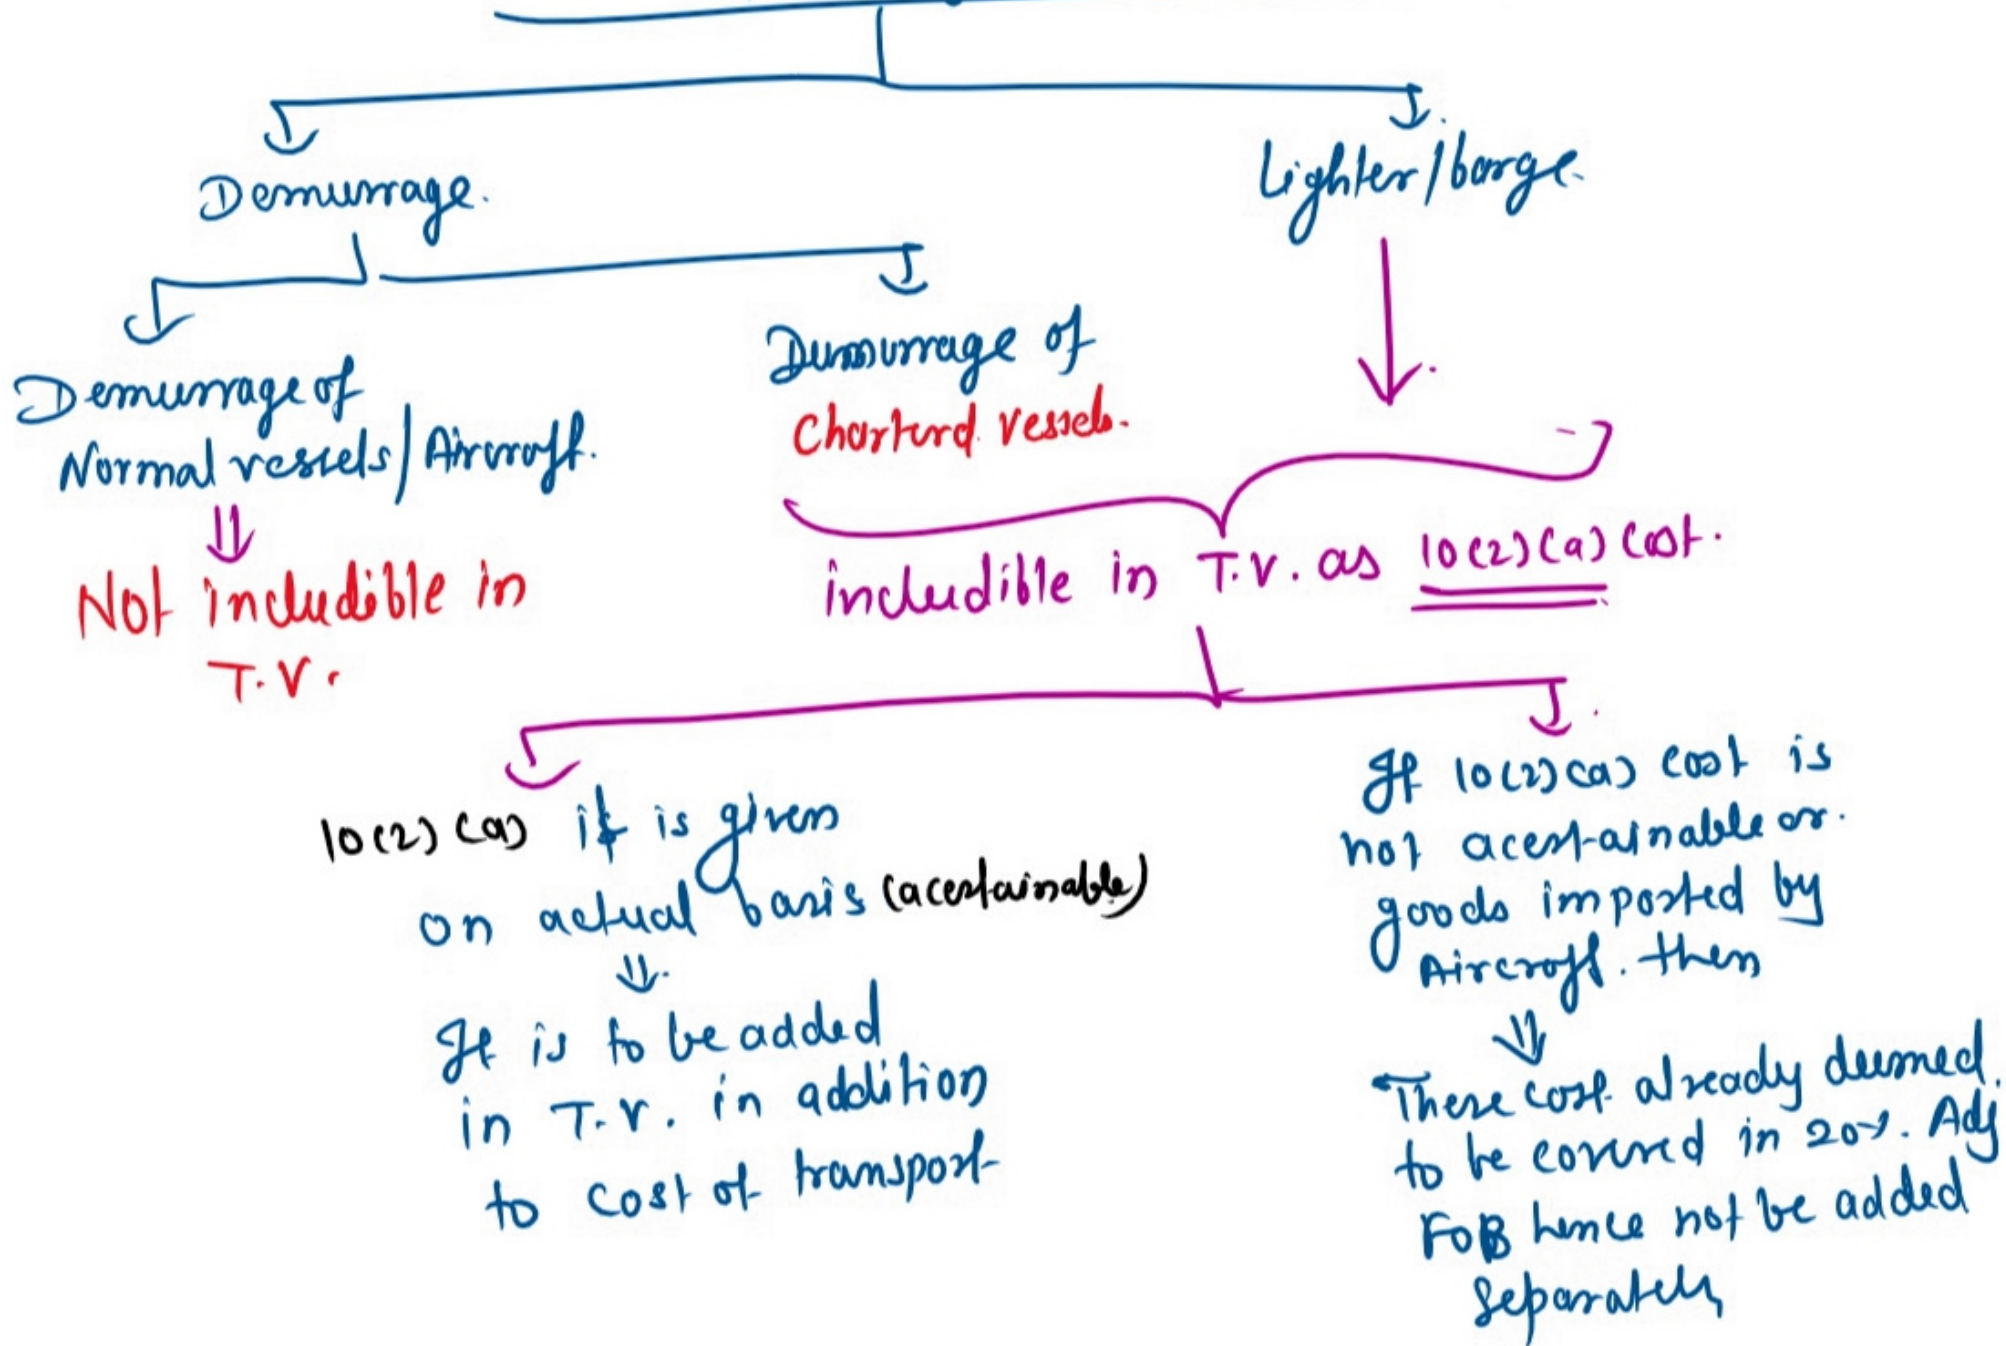 Demurrage.
Lighter/barge.
Demurrage of
Normal vessels/Aircraft.
Not includible in
T.V.
Dumurrage of
Charterd vessels.
includible in T.V. as 10(2)(a) cost.
10(2)(a) if is given
on actual basis (acertainable)
It is to be added
in T.V. in addition
to cost of transport
If 10(2)(a) cost is
not acertainable or.
goods imported by
Aircraft. then
These cost already deemed
to be covered in 20%. Adj
FOB hence not be added
Separately